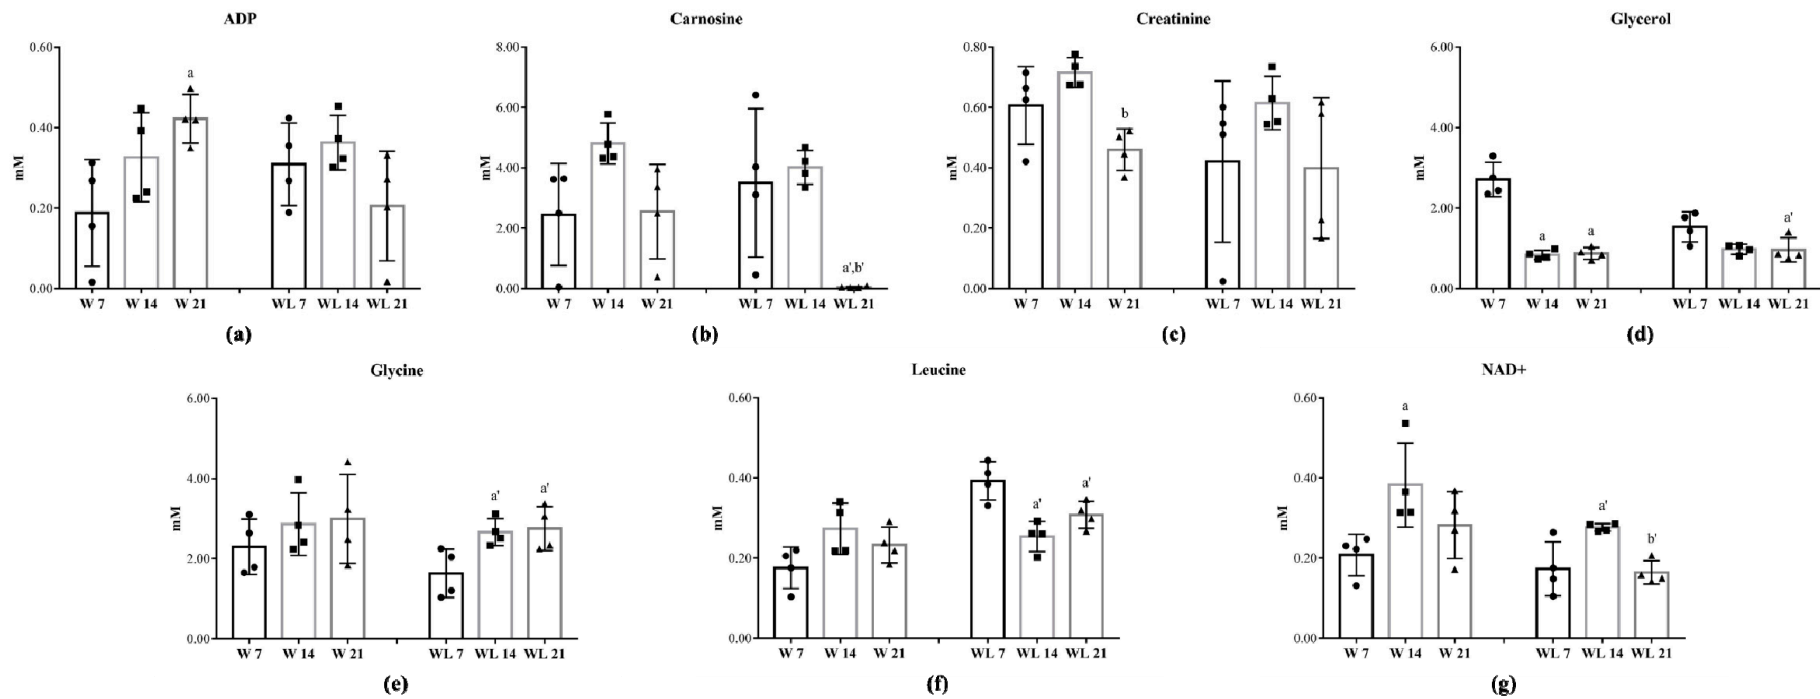 ADP
Carnosine
Creatinine
Glycerol
0.60
0.40
0.20
0.00
mM
a
W 7
W 14
W 21
WL 7
WL 14
WL 21
(a)
8.00
6.00
4.00
2.00
0.00
mM
a',b'
W 7
W 14
W 21
WL 7
WL 14
WL 21
(b)
0.80
0.60
0.40
0.20
0.00
mM
b
W 7
W 14
W 21
WL 7
WL 14
WL 21
(c)
6.00
4.00
2.00
0.00
mM
a
a
a'
W 7
W 14
W 21
WL 7
WL 14
WL 21
(d)
Glycine
Leucine
NAD+
6.00
4.00
2.00
0.00
mM
a'
a'
W 7
W 14
W 21
WL 7
WL 14
WL 21
(e)
0.60
0.40
0.20
0.00
mM
a'
a'
W 7
W 14
W 21
WL 7
WL 14
WL 21
(f)
0.60
0.40
0.20
0.00
mM
a
a'
b'
W 7
W 14
W 21
WL 7
WL 14
WL 21
(g)